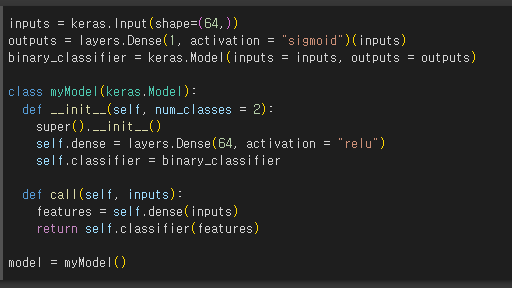 inputs = keras.Input(shape=(64,))
outputs = layers.Dense(1, activation = "sigmoid")(inputs)
binary_classifier = keras.Model(inputs = inputs, outputs = outputs)
class myModel(keras.Model):
def __init__(self, num_classes = 2):
super().__init__()
self.dense = layers.Dense(64, activation = "relu")
self.classifier = binary_classifier
def call(self, inputs):
features = self.dense(inputs)
return self.classifier(features)
model = myModel()